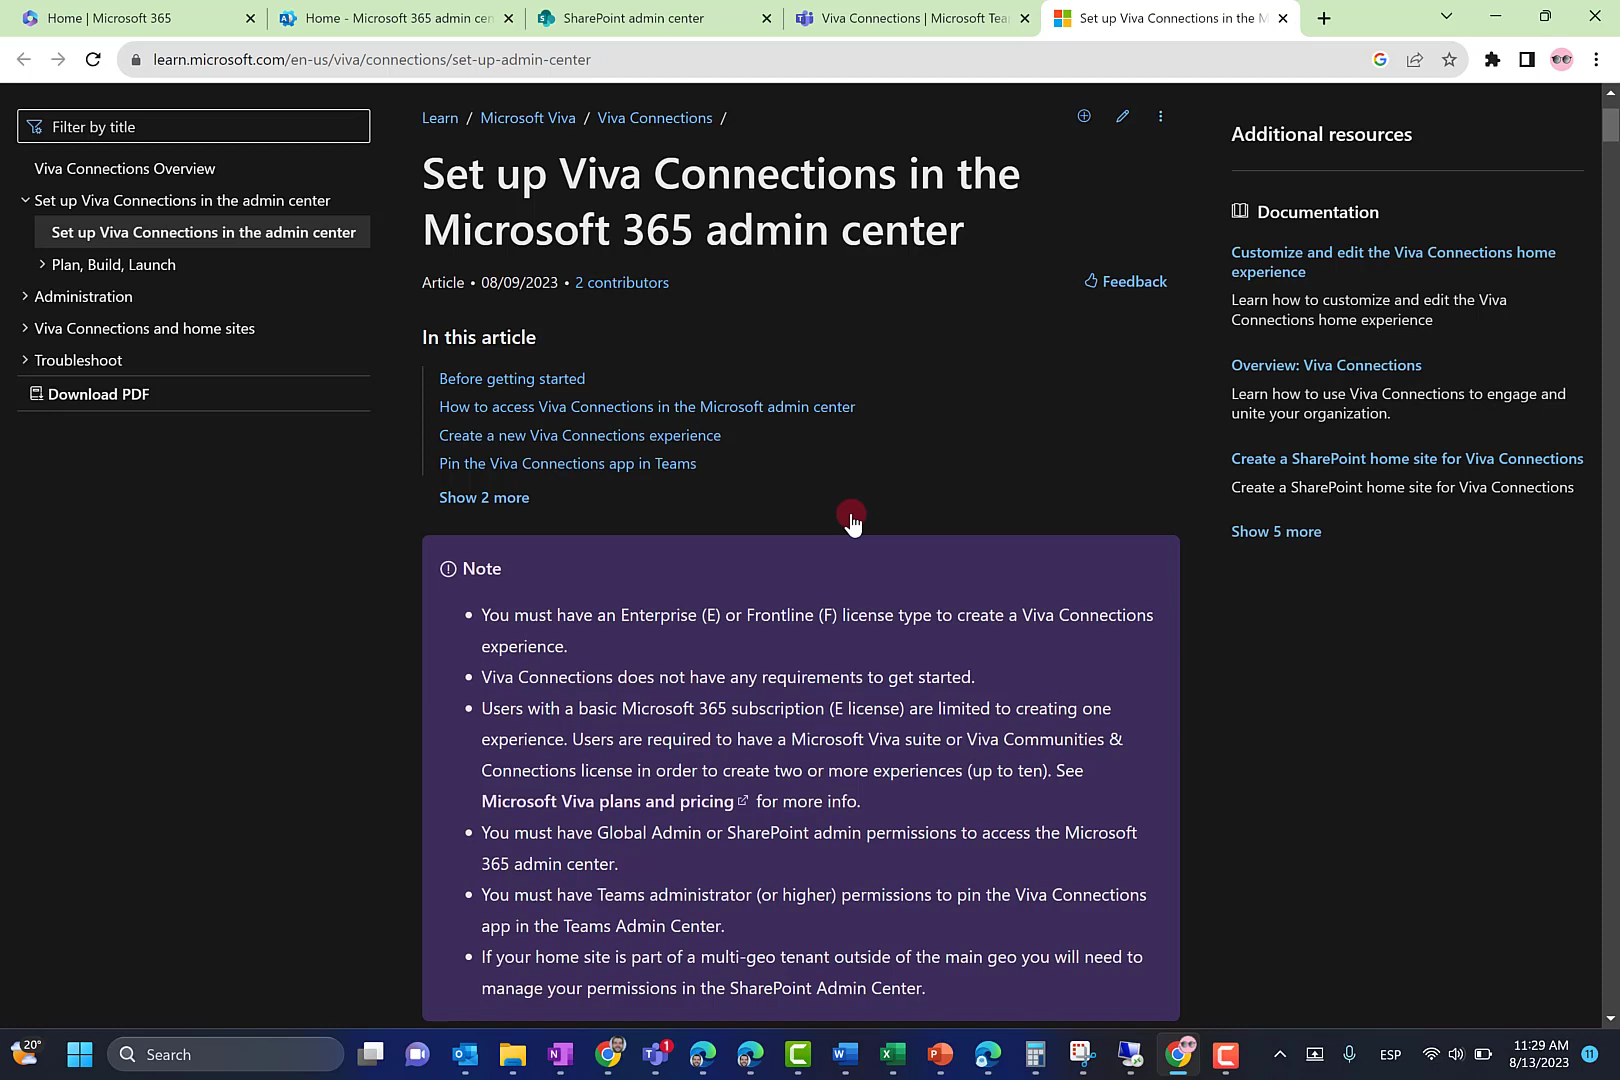 Home | Microsoft 365
Home - Microsoft 365 admin cen
SharePoint admin center
Viva Connections | Microsoft Tea
Set up Viva Connections in the M
learn.microsoft.com/en-us/viva/connections/set-up-admin-center
Filter by title
Viva Connections Overview
Set up Viva Connections in the admin center
Set up Viva Connections in the admin center
Plan, Build, Launch
Administration
Viva Connections and home sites
Troubleshoot
Download PDF
Learn / Microsoft Viva / Viva Connections /
Set up Viva Connections in the
Microsoft 365 admin center
Article • 08/09/2023 • 2 contributors
Feedback
In this article
Before getting started
How to access Viva Connections in the Microsoft admin center
Create a new Viva Connections experience
Pin the Viva Connections app in Teams
Show 2 more
Note
• You must have an Enterprise (E) or Frontline (F) license type to create a Viva Connections
experience.
• Viva Connections does not have any requirements to get started.
• Users with a basic Microsoft 365 subscription (E license) are limited to creating one
experience. Users are required to have a Microsoft Viva suite or Viva Communities &
Connections license in order to create two or more experiences (up to ten). See
Microsoft Viva plans and pricing for more info.
• You must have Global Admin or SharePoint admin permissions to access the Microsoft
365 admin center.
• You must have Teams administrator (or higher) permissions to pin the Viva Connections
app in the Teams Admin Center.
• If your home site is part of a multi-geo tenant outside of the main geo you will need to
manage your permissions in the SharePoint Admin Center.
Additional resources
Documentation
Customize and edit the Viva Connections home
experience
Learn how to customize and edit the Viva
Connections home experience
Overview: Viva Connections
Learn how to use Viva Connections to engage and
unite your organization.
Create a SharePoint home site for Viva Connections
Create a SharePoint home site for Viva Connections
Show 5 more
20°
Search
1
ESP
11:29 AM
8/13/2023
11